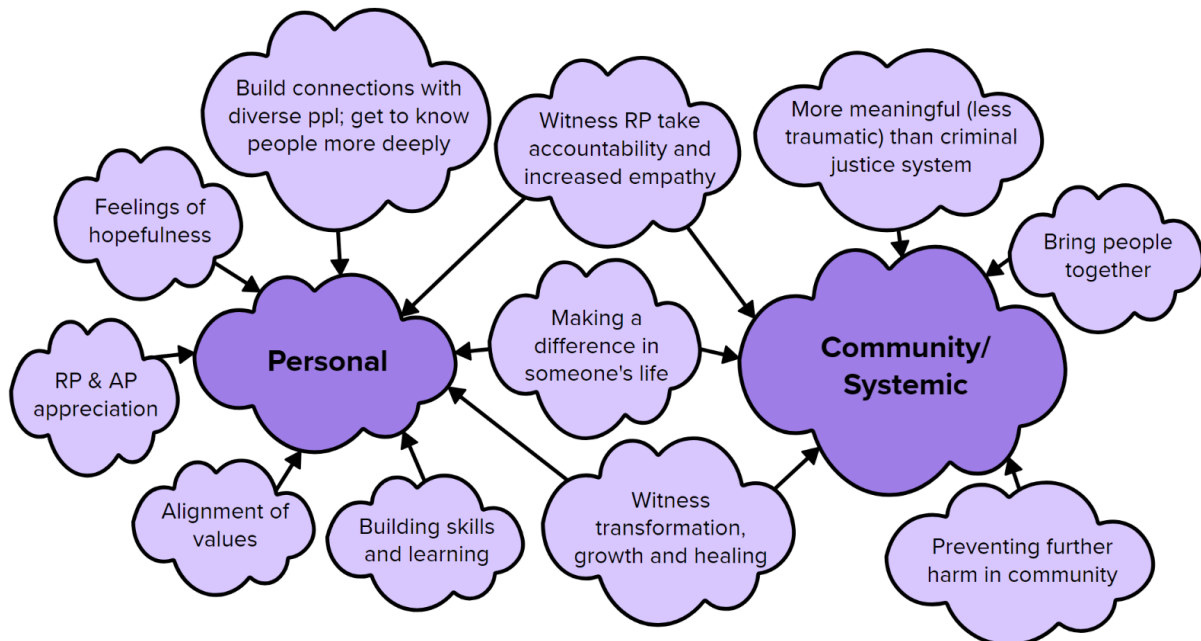 Build connections with
diverse ppl; get to know
people more deeply
Witness RP take
accountability and
increased empathy
More meaningful (less
traumatic) than criminal
justice system
Feelings of
hopefulness
Bring people
together
Personal
Making a
difference in
someone's life
Community/
Systemic
RP & AP
appreciation
Alignment of
values
Building skills
and learning
Witness
transformation,
growth and healing
Preventing further
harm in community